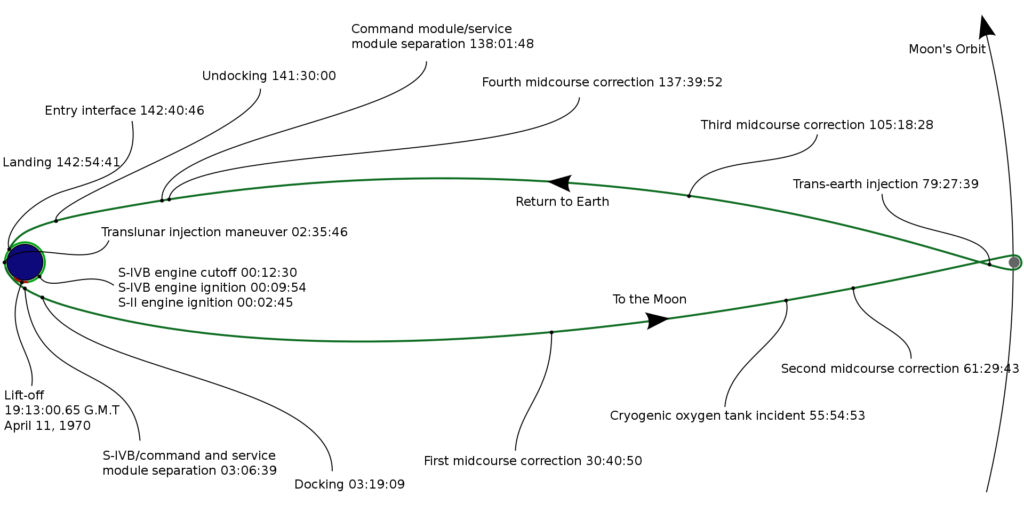 Command module/service
module separation 138:01:48
Moon's Orbit
Undocking 141:30:00
Fourth midcourse correction 137:39:52
Entry interface 142:40:46
Third midcourse correction 105:18:28
Landing 142:54:41
Trans-earth injection 79:27:39
Return to Earth
Translunar injection maneuver 02:35:46
S-IVB engine cutoff 00:12:30
S-IVB engine ignition 00:09:54
S-II engine ignition 00:02:45
To the Moon
Second midcourse correction 61:29:43
Lift-off
19:13:00.65 G.M.T
April 11, 1970
Cryogenic oxygen tank incident 55:54:53
S-IVB/command and service
module separation 03:06:39
First midcourse correction 30:40:50
Docking 03:19:09